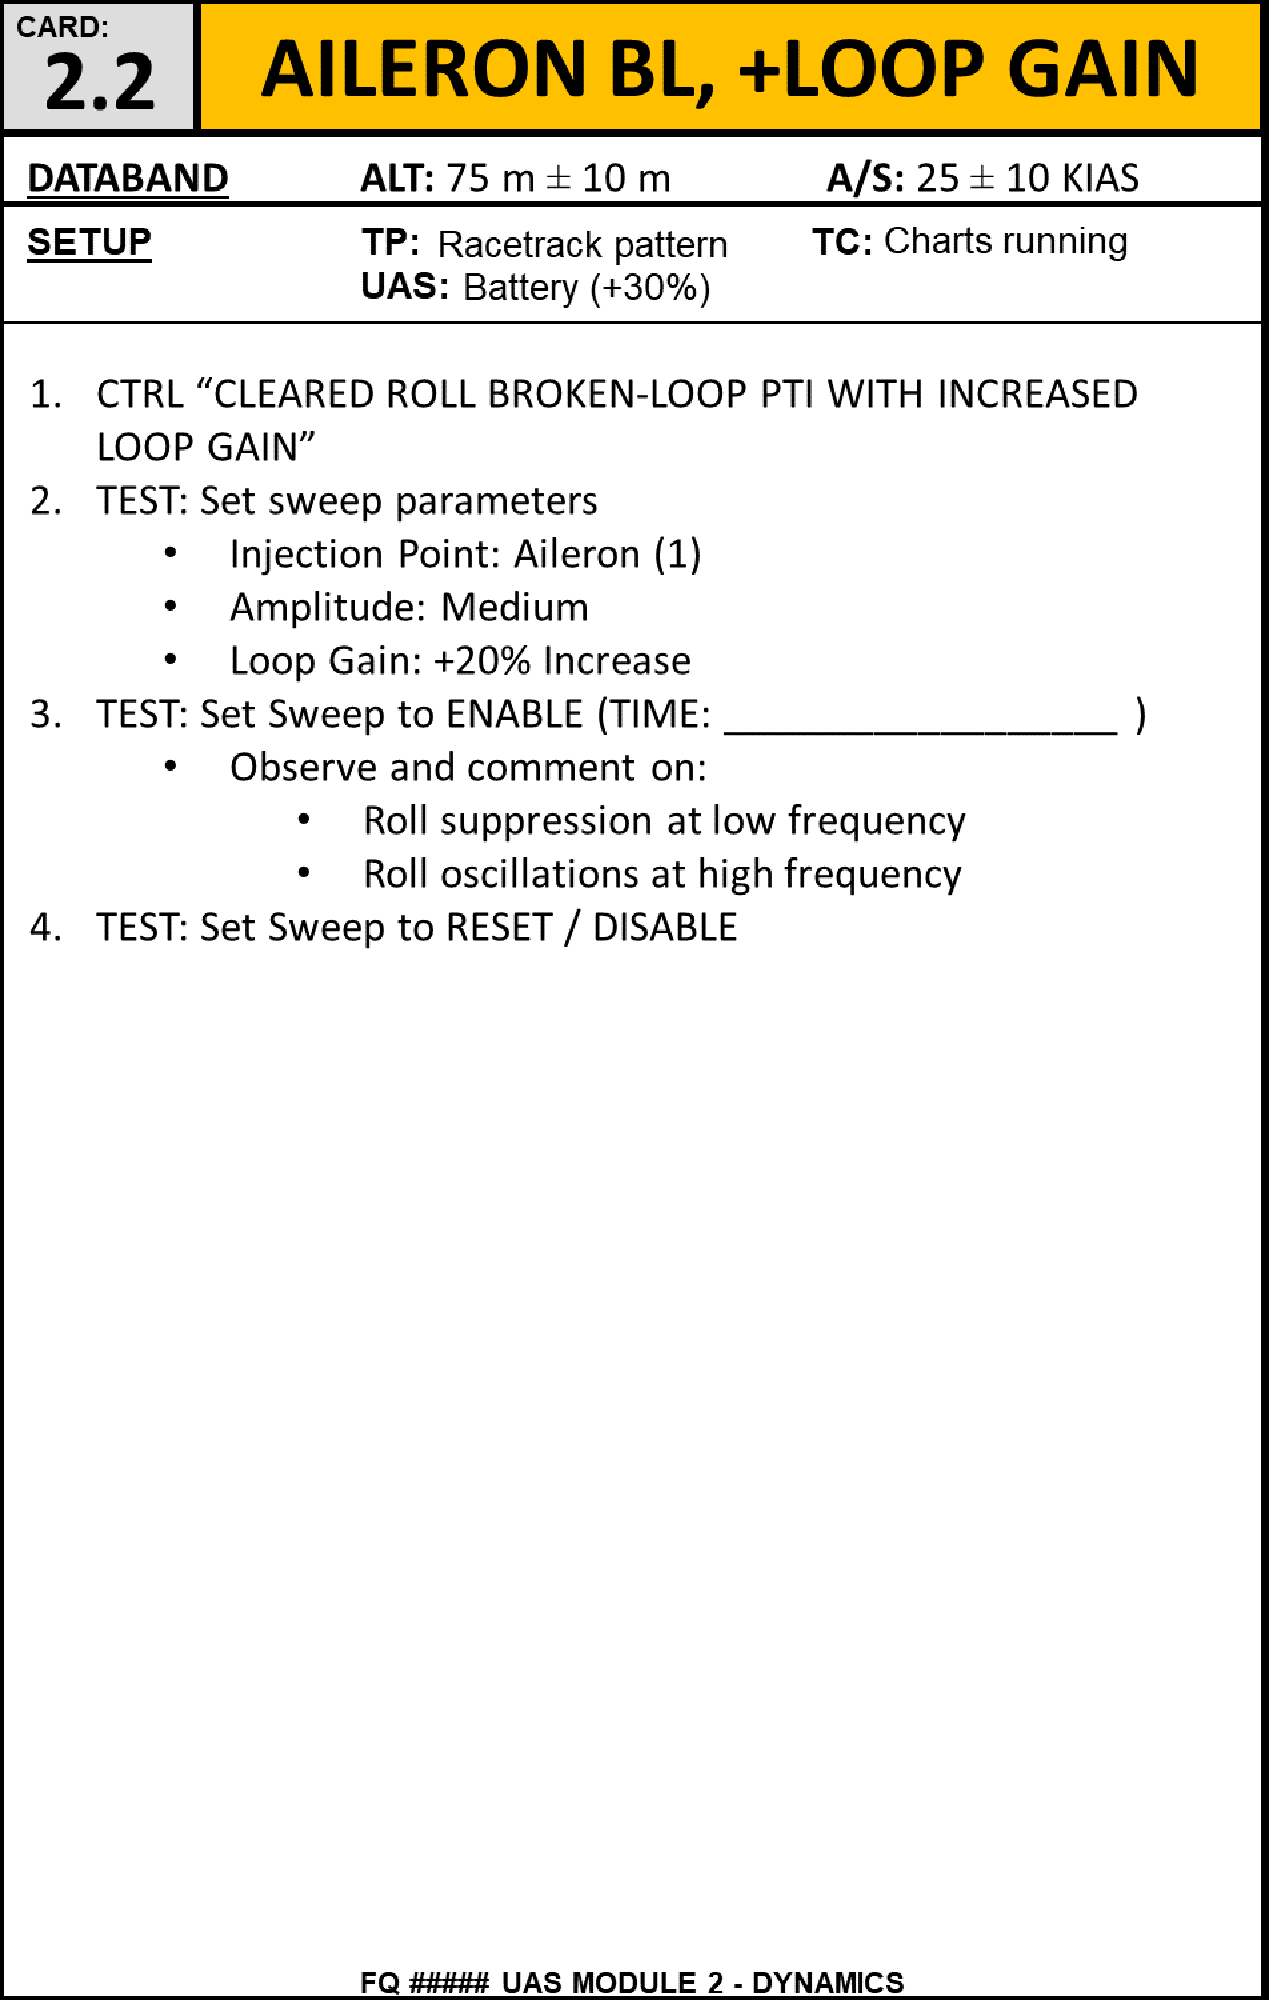 CARD:
2.2
AILERON BL, +LOOP GAIN
DATABAND ALT: 75 m ± 10 m A/S: 25 ± 10 KIAS
SETUP TP: Racetrack pattern TC: Charts running
UAS: Battery (+30%)
1. CTRL “CLEARED ROLL BROKEN-LOOP PTI WITH INCREASED
LOOP GAIN”
2. TEST: Set sweep parameters
• Injection Point: Aileron (1)
• Amplitude: Medium
• Loop Gain: +20% Increase
3. TEST: Set Sweep to ENABLE (TIME: __________________ )
• Observe and comment on:
• Roll suppression at low frequency
• Roll oscillations at high frequency
4. TEST: Set Sweep to RESET / DISABLE
FQ ##### UAS MODULE 2 - DYNAMICS